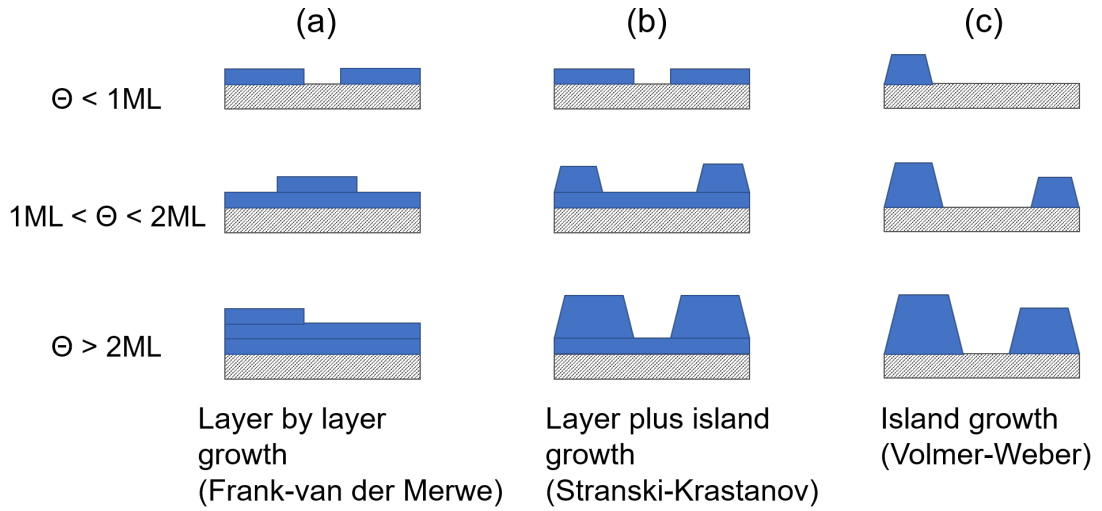 (a)
(b)
(c)
Θ < 1ML
1ML < Θ < 2ML
Θ > 2ML
Layer by layer
growth
(Frank-van der Merwe)
Layer plus island
growth
(Stranski-Krastanov)
Island growth
(Volmer-Weber)